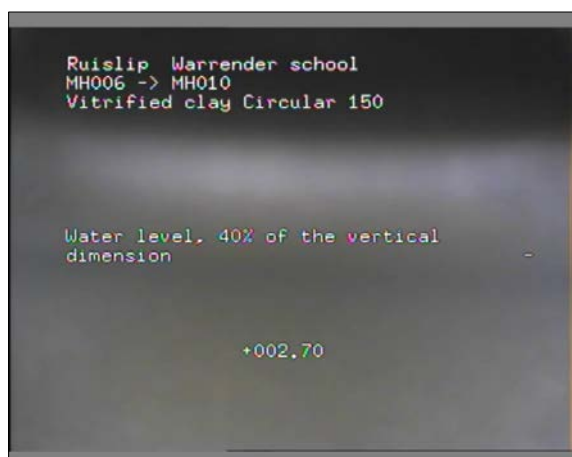 Ruislip  Warrender school
MH006 -> MH010
Vitrified clay Circular 150
Water level, 40% of the vertical
dimension
-
+002.70